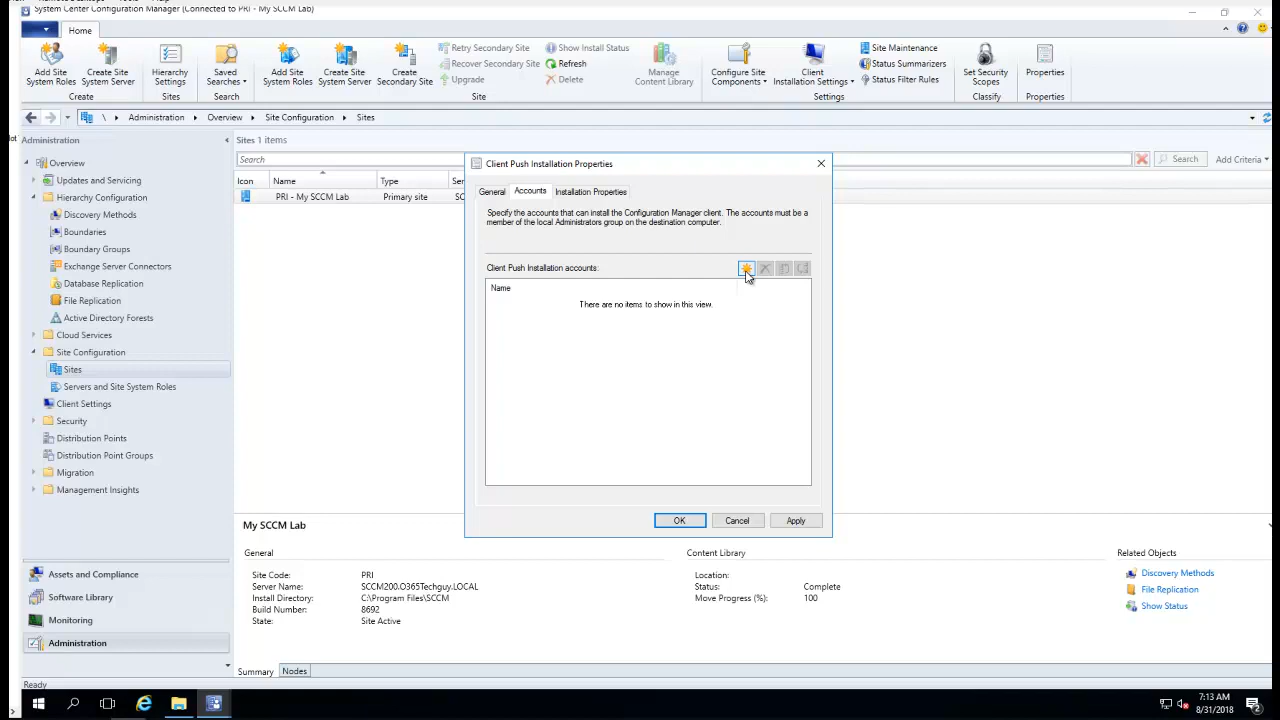 System Center Configuration Manager (Connected to PRI - My SCCM Lab)
Home
Add Site
System Roles
Create Site
System Server
Create
Hierarchy
Settings
Sites
Saved
Searches
Search
Add Site
System Roles
Create Site
System Server
Create
Secondary Site
Retry Secondary Site
Recover Secondary Site
Upgrade
Show Install Status
Refresh
Delete
Site
Manage
Content Library
Configure Site
Components
Client
Installation Settings
Site Maintenance
Status Summarizers
Status Filter Rules
Settings
Set Security
Scopes
Classify
Properties
Properties
\ Administration Overview Site Configuration Sites
Administration
Overview
Updates and Servicing
Hierarchy Configuration
Discovery Methods
Boundaries
Boundary Groups
Exchange Server Connectors
Database Replication
File Replication
Active Directory Forests
Cloud Services
Site Configuration
Sites
Servers and Site System Roles
Client Settings
Security
Distribution Points
Distribution Point Groups
Migration
Management Insights
Assets and Compliance
Software Library
Monitoring
Administration
Sites 1 items
Search
Search
Add Criteria
Icon Name Type
PRI - My SCCM Lab Primary site
Client Push Installation Properties
General Accounts Installation Properties
Specify the accounts that can install the Configuration Manager client. The accounts must be a
member of the local Administrators group on the destination computer.
Client Push Installation accounts:
Name
There are no items to show in this view.
OK Cancel Apply
My SCCM Lab
General
Site Code: PRI
Server Name: SCCM200.O365Techguy.LOCAL
Install Directory: C:\Program Files\SCCM
Build Number: 8692
State: Site Active
Content Library
Location:
Status: Complete
Move Progress (%): 100
Related Objects
Discovery Methods
File Replication
Show Status
Summary Nodes
Ready
7:13 AM
8/31/2018
2